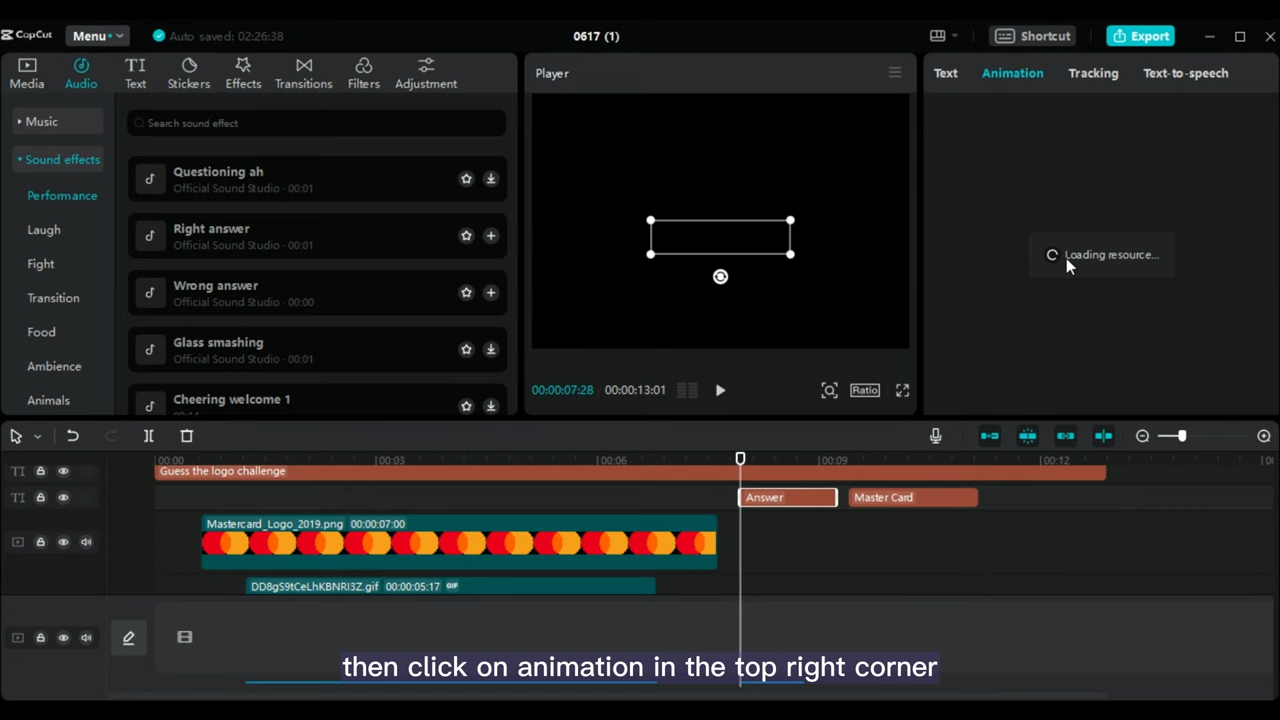 CapCut
Menu
Auto saved: 02:26:38
0617 (1)
Shortcut
Export
Media
Audio
Text
Stickers
Effects
Transitions
Filters
Adjustment
Player
Text
Animation
Tracking
Text-to-speech
Music
Sound effects
Performance
Laugh
Fight
Transition
Food
Ambience
Animals
Search sound effect
Questioning ah
Official Sound Studio · 00:01
Right answer
Official Sound Studio · 00:01
Wrong answer
Official Sound Studio · 00:00
Glass smashing
Official Sound Studio · 00:01
Cheering welcome 1
Loading resource...
00:00:07:28
00:00:13:01
Ratio
00:00
00:03
00:06
00:09
00:12
TI
Guess the logo challenge
TI
Answer
Master Card
Mastercard_Logo_2019.png 00:00:07:00
DD8gS9tCeLhKBNRI3Z.gif 00:00:05:17 GIF
then click on animation in the top right corner